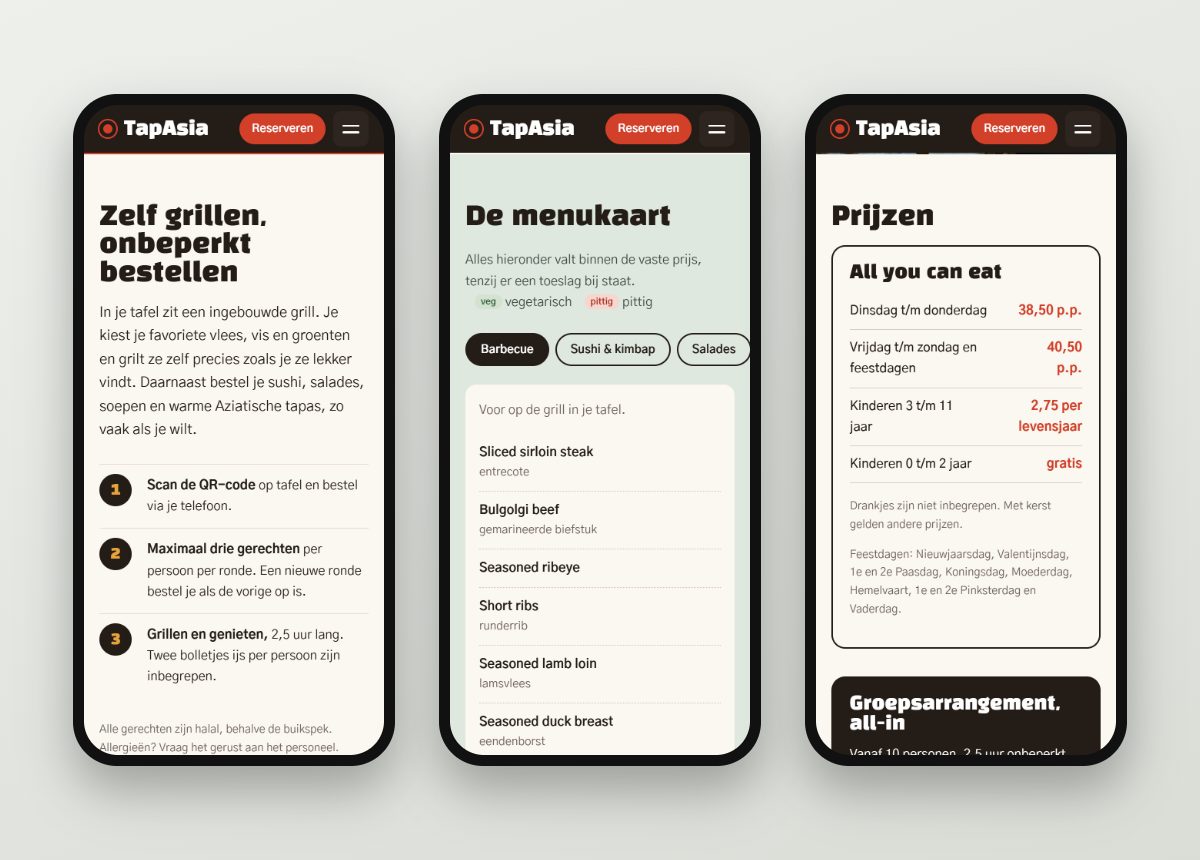 TapAsia
Reserveren
Zelf grillen,
onbeperkt
bestellen
In je tafel zit een ingebouwde grill. Je
kiest je favoriete vlees, vis en groenten
en grilt ze zelf precies zoals je ze lekker
vindt. Daarnaast bestel je sushi, salades,
soepen en warme Aziatische tapas, zo
vaak als je wilt.
1
Scan de QR-code op tafel en bestel
via je telefoon.
2
Maximaal drie gerechten per
persoon per ronde. Een nieuwe ronde
bestel je als de vorige op is.
3
Grillen en genieten, 2,5 uur lang.
Twee bolletjes ijs per persoon zijn
inbegrepen.
Alle gerechten zijn halal, behalve de buikspek.
Allergieën? Vraag het gerust aan het personeel.
TapAsia
Reserveren
De menukaart
Alles hieronder valt binnen de vaste prijs,
tenzij er een toeslag bij staat.
veg vegetarisch pittig pittig
Barbecue
Sushi & kimbap
Salades
Voor op de grill in je tafel.
Sliced sirloin steak
entrecote
Bulgolgi beef
gemarineerde biefstuk
Seasoned ribeye
Short ribs
runderrib
Seasoned lamb loin
lamsvlees
Seasoned duck breast
eendenborst
TapAsia
Reserveren
Prijzen
All you can eat
Dinsdag t/m donderdag 38,50 p.p.
Vrijdag t/m zondag en 40,50
feestdagen p.p.
Kinderen 3 t/m 11 2,75 per
jaar levensjaar
Kinderen 0 t/m 2 jaar gratis
Drankjes zijn niet inbegrepen. Met kerst
gelden andere prijzen.
Feestdagen: Nieuwjaarsdag, Valentijnsdag,
1e en 2e Paasdag, Koningsdag, Moederdag,
Hemelvaart, 1e en 2e Pinksterdag en
Vaderdag.
Groepsarrangement,
all-in
Vanaf 10 personen, 2,5 uur onbeperkt